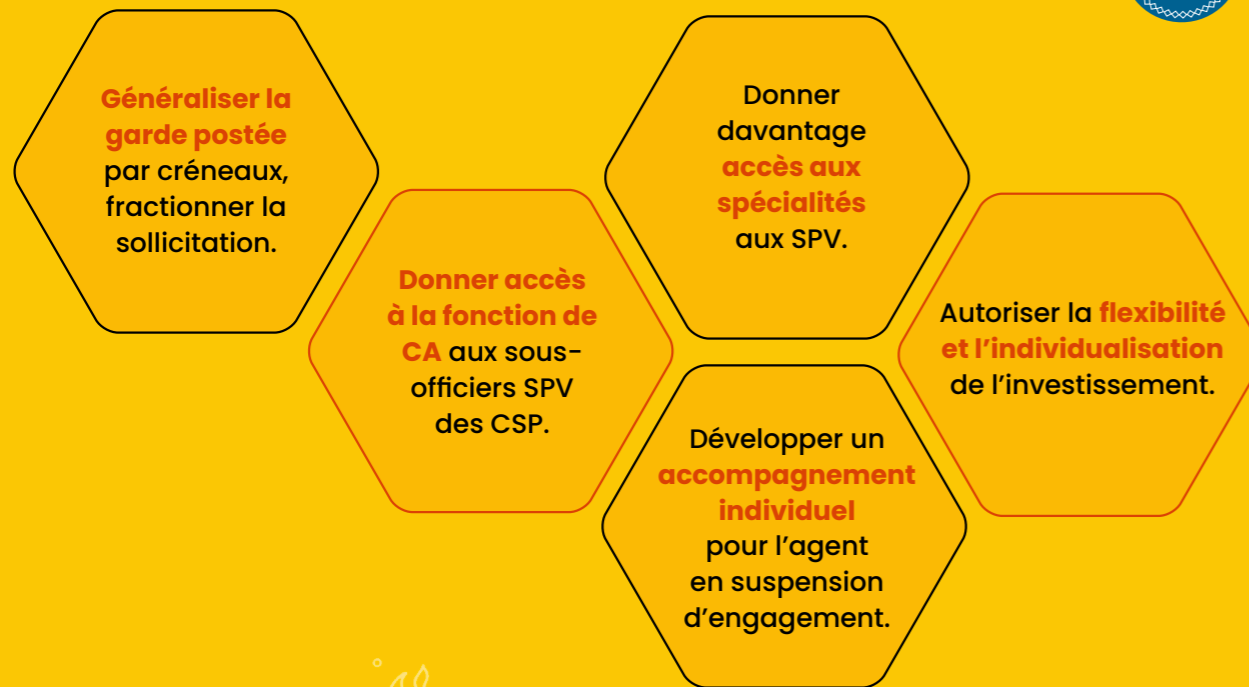 Généraliser la
garde postée
par créneaux,
fractionner la
sollicitation.
Donner accès
à la fonction de
CA aux sous-
officiers SPV
des CSP.
Donner
davantage
accès aux
spécialités
aux SPV.
Développer un
accompagnement
individuel
pour l’agent
en suspension
d’engagement.
Autoriser la flexibilité
et l’individualisation
de l’investissement.